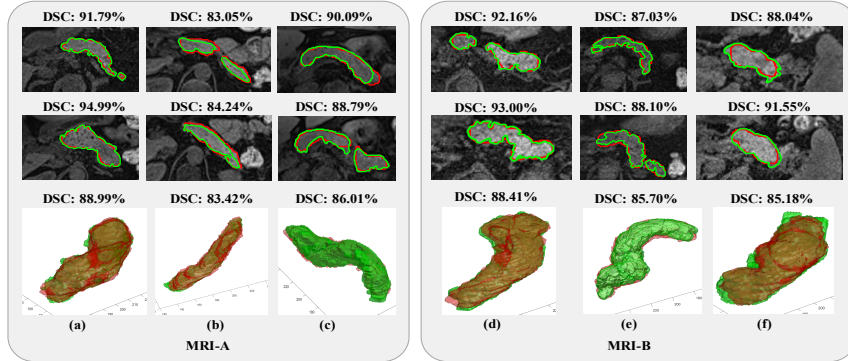 DSC: 91.79% DSC: 83.05% DSC: 90.09% DSC: 92.16% DSC: 87.03% DSC: 88.04%
DSC: 94.99% DSC: 84.24% DSC: 88.79% DSC: 93.00% DSC: 88.10% DSC: 91.55%
DSC: 88.99% DSC: 83.42% DSC: 86.01% DSC: 88.41% DSC: 85.70% DSC: 85.18%
(a) (b) (c) (d) (e) (f)
MRI-A MRI-B